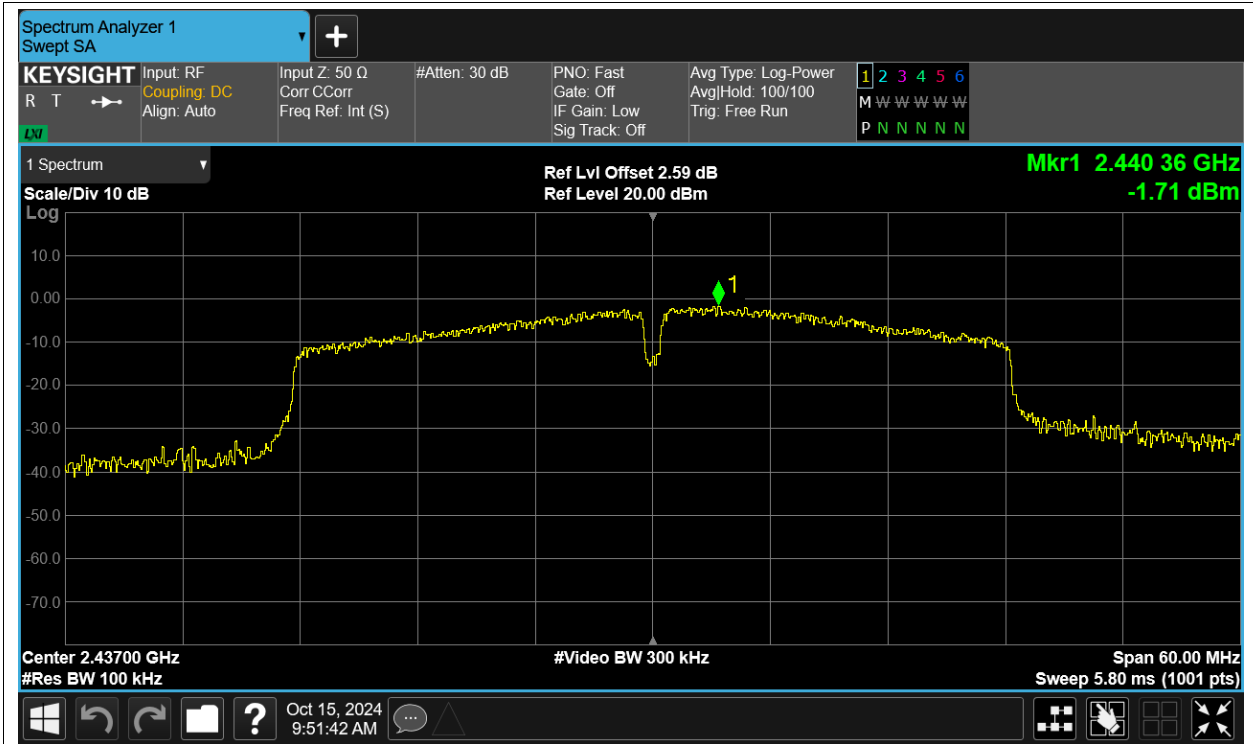 Spectrum Analyzer 1
Swept SA
KEYSIGHT
R T
LXI
Input: RF
Coupling: DC
Align: Auto
Input Z: 50 Ω
Corr CCorr
Freq Ref: Int (S)
#Atten: 30 dB
PNO: Fast
Gate: Off
IF Gain: Low
Sig Track: Off
Avg Type: Log-Power
Avg|Hold: 100/100
Trig: Free Run
1 2 3 4 5 6
M W W W W W
P N N N N N
1 Spectrum
Scale/Div 10 dB
Log
Ref Lvl Offset 2.59 dB
Ref Level 20.00 dBm
Mkr1 2.440 36 GHz
-1.71 dBm
1
10.0
0.00
-10.0
-20.0
-30.0
-40.0
-50.0
-60.0
-70.0
Center 2.43700 GHz
#Res BW 100 kHz
#Video BW 300 kHz
Span 60.00 MHz
Sweep 5.80 ms (1001 pts)
?
Oct 15, 2024
9:51:42 AM